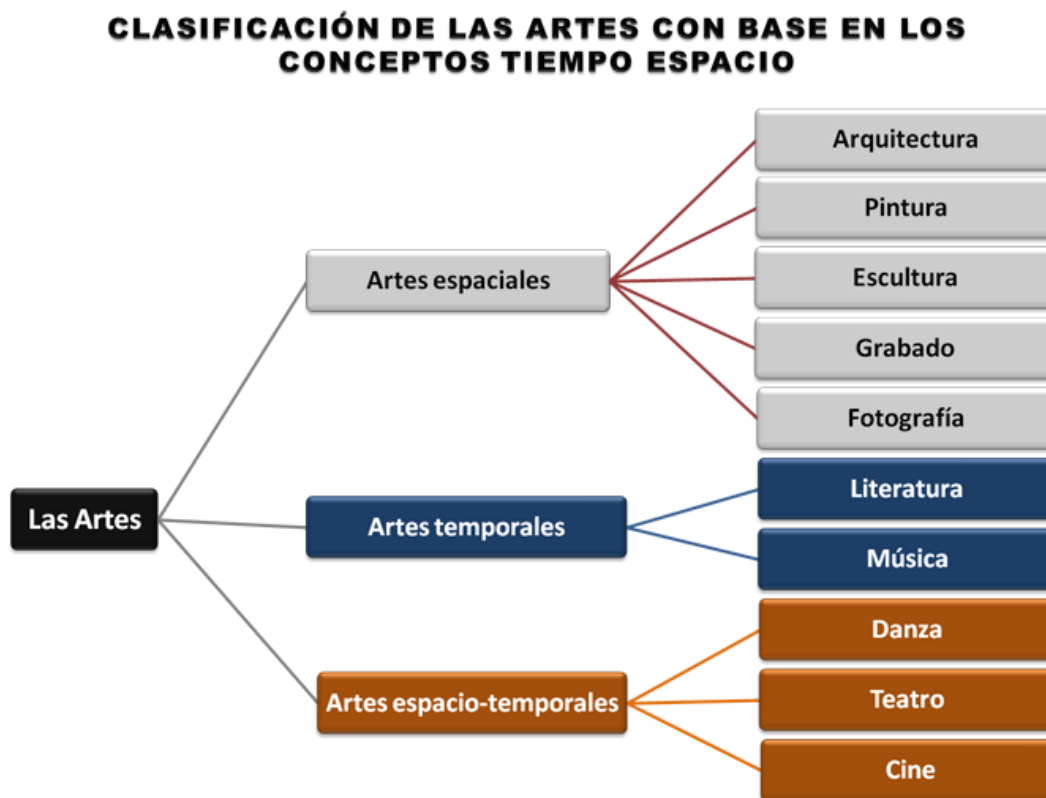 CLASIFICACIÓN DE LAS ARTES CON BASE EN LOS
CONCEPTOS TIEMPO ESPACIO
Las Artes
Artes espaciales
Arquitectura
Pintura
Escultura
Grabado
Fotografía
Artes temporales
Literatura
Música
Artes espacio-temporales
Danza
Teatro
Cine